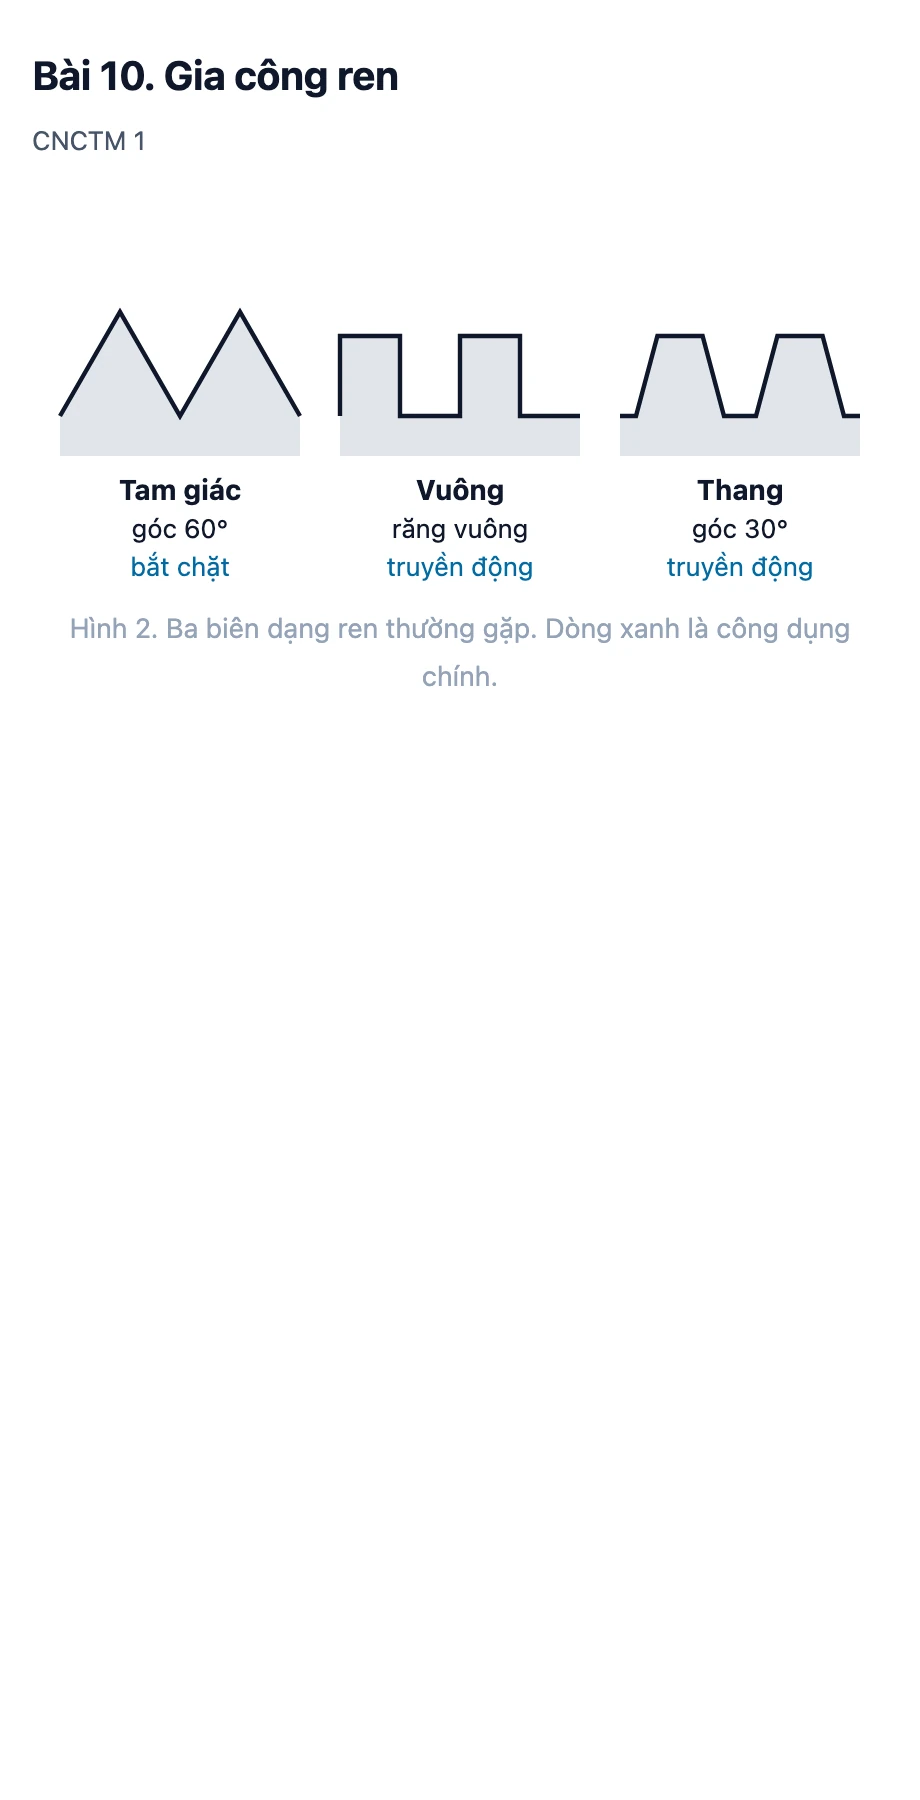 Bài 10. Gia công ren
CNCTM 1
Tam giác
góc 60°
bắt chặt
Vuông
răng vuông
truyền động
Thang
góc 30°
truyền động
Hình 2. Ba biên dạng ren thường gặp. Dòng xanh là công dụng
chính.